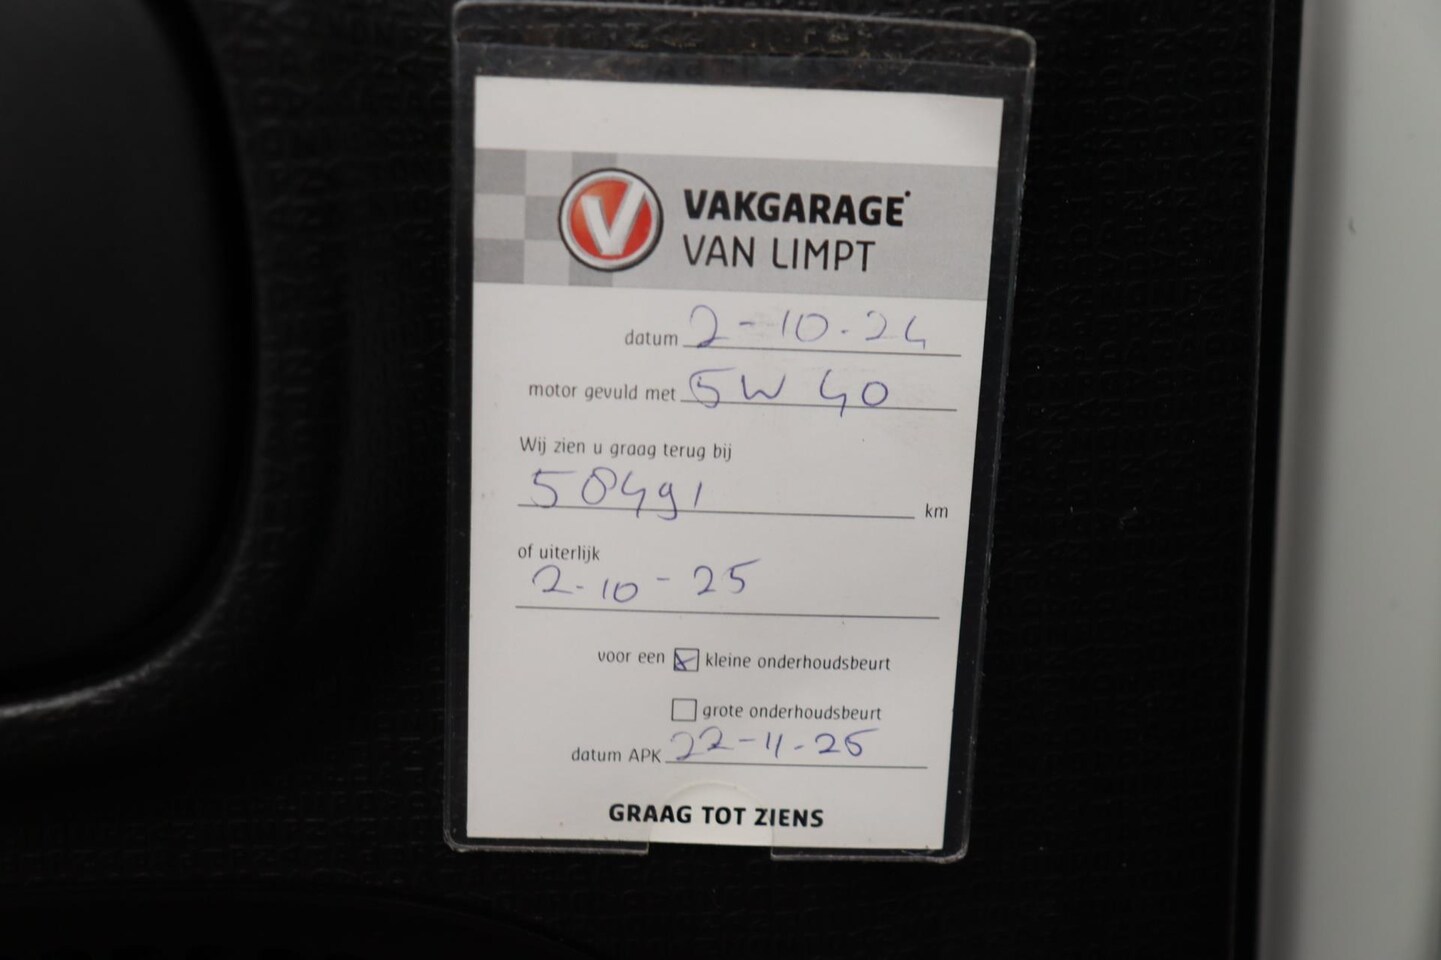 VAKGARAGE
VAN LIMPT
datum 2-10-24
motor gevuld met 5W40
Wij zien u graag terug bij
58491 km
of uiterlijk
2-10-25
voor een kleine onderhoudsbeurt
grote onderhoudsbeurt
datum APK 22-11-25
GRAAG TOT ZIENS